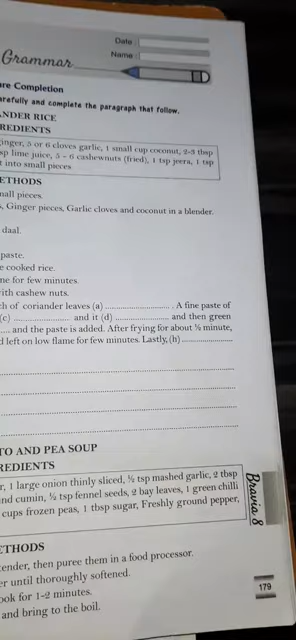 Date :
Name :
Grammar
Completion
carefully and complete the paragraph that follow.
ANDER RICE
REDIENTS
ginger, 5 or 6 cloves garlic, 1 small cup coconut, 2-3 tbsp
sp lime juice, 5 - 6 cashewnuts (fried), 1 tsp jeera, 1 tsp
t into small pieces
ETHODS
mall pieces.
s, Ginger pieces, Garlic cloves and coconut in a blender.
daal.
paste.
e cooked rice.
me for few minutes.
with cashew nuts.
ch of coriander leaves (a) .............................. . A fine paste of
(c) ......................... and it (d) ......................... and then green
.... and the paste is added. After frying for about ½ minute,
d left on low flame for few minutes. Lastly, (h) .......................
TO AND PEA SOUP
REDIENTS
r, 1 large onion thinly sliced, ½ tsp mashed garlic, 2 tbsp
nd cumin, ½ tsp fennel seeds, 2 bay leaves, 1 green chilli
cups frozen peas, 1 tbsp sugar, Freshly ground pepper,
ETHODS
tender, then puree them in a food processor.
er until thoroughly softened.
ook for 1-2 minutes.
and bring to the boil.
Bravia 8
179